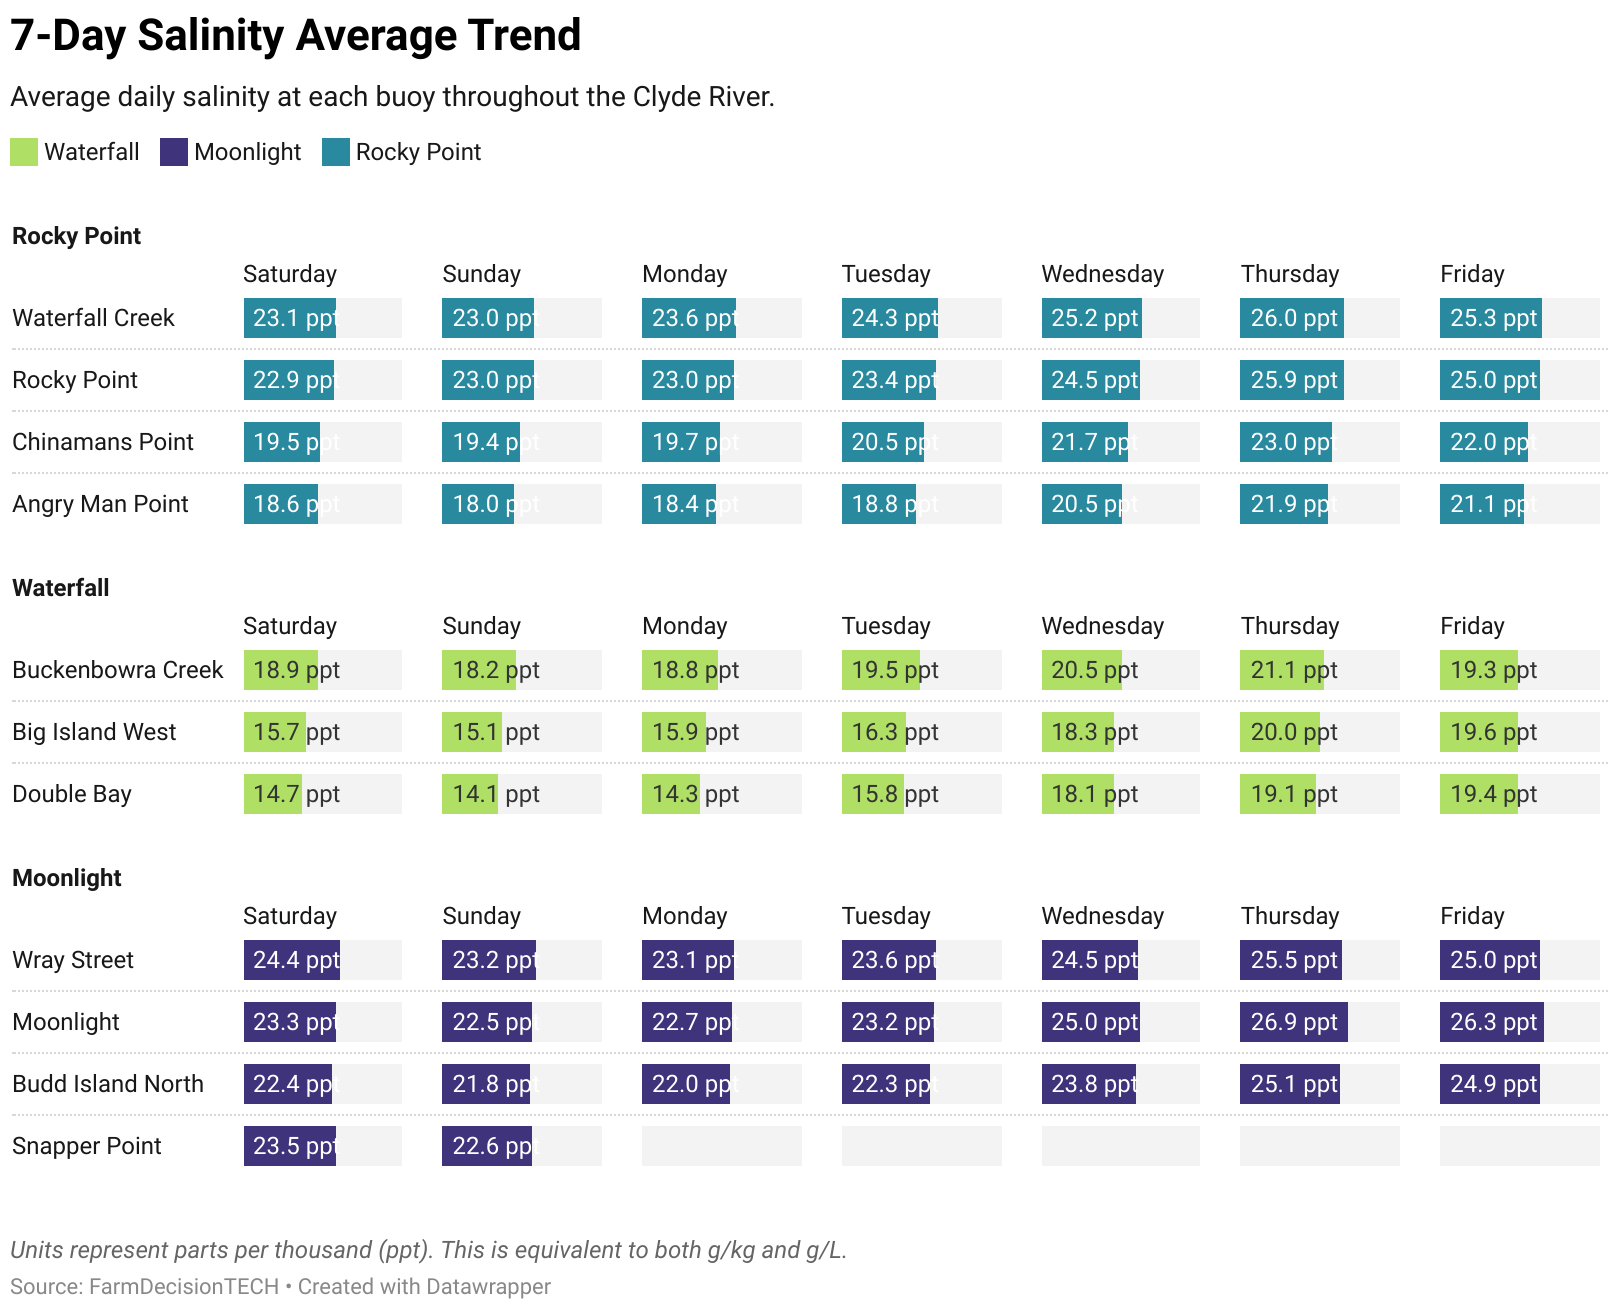 7-Day Salinity Average Trend
Average daily salinity at each buoy throughout the Clyde River.
Waterfall Moonlight Rocky Point
Rocky Point
Saturday Sunday Monday Tuesday Wednesday Thursday Friday
Waterfall Creek 23.1 ppt 23.0 ppt 23.6 ppt 24.3 ppt 25.2 ppt 26.0 ppt 25.3 ppt
Rocky Point 22.9 ppt 23.0 ppt 23.0 ppt 23.4 ppt 24.5 ppt 25.9 ppt 25.0 ppt
Chinamans Point 19.5 ppt 19.4 ppt 19.7 ppt 20.5 ppt 21.7 ppt 23.0 ppt 22.0 ppt
Angry Man Point 18.6 ppt 18.0 ppt 18.4 ppt 18.8 ppt 20.5 ppt 21.9 ppt 21.1 ppt
Waterfall
Saturday Sunday Monday Tuesday Wednesday Thursday Friday
Buckenbowra Creek 18.9 ppt 18.2 ppt 18.8 ppt 19.5 ppt 20.5 ppt 21.1 ppt 19.3 ppt
Big Island West 15.7 ppt 15.1 ppt 15.9 ppt 16.3 ppt 18.3 ppt 20.0 ppt 19.6 ppt
Double Bay 14.7 ppt 14.1 ppt 14.3 ppt 15.8 ppt 18.1 ppt 19.1 ppt 19.4 ppt
Moonlight
Saturday Sunday Monday Tuesday Wednesday Thursday Friday
Wray Street 24.4 ppt 23.2 ppt 23.1 ppt 23.6 ppt 24.5 ppt 25.5 ppt 25.0 ppt
Moonlight 23.3 ppt 22.5 ppt 22.7 ppt 23.2 ppt 25.0 ppt 26.9 ppt 26.3 ppt
Budd Island North 22.4 ppt 21.8 ppt 22.0 ppt 22.3 ppt 23.8 ppt 25.1 ppt 24.9 ppt
Snapper Point 23.5 ppt 22.6 ppt
Units represent parts per thousand (ppt). This is equivalent to both g/kg and g/L.
Source: FarmDecisionTECH • Created with Datawrapper